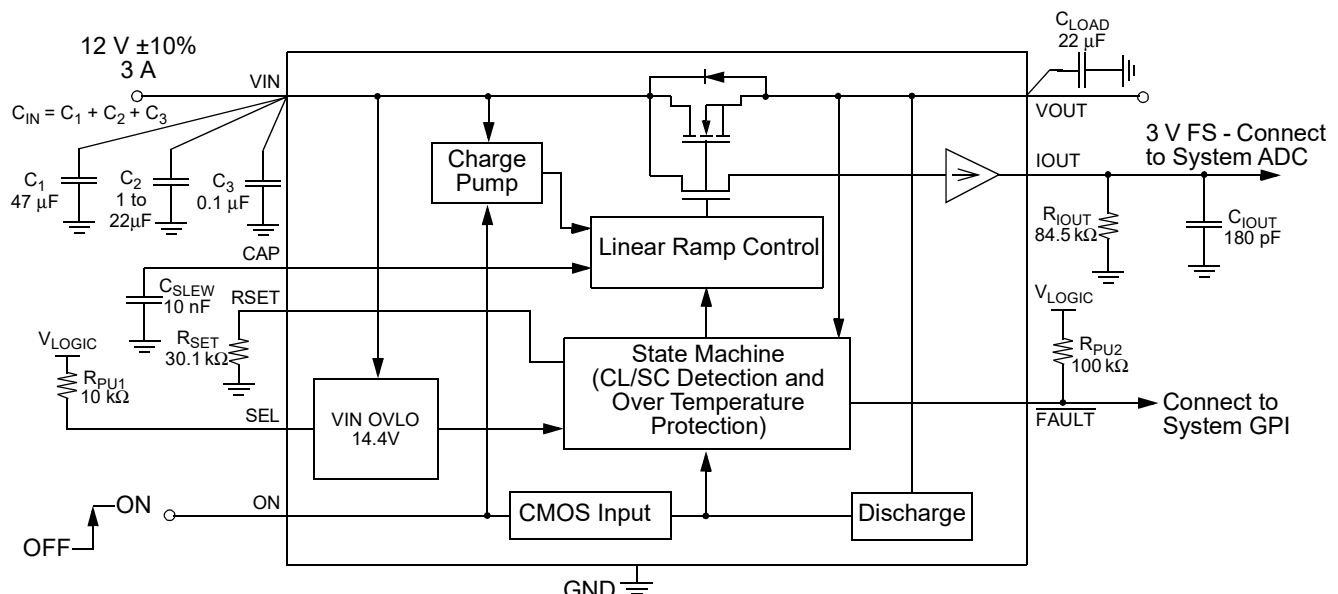 12 V ±10%
3 A
VIN
C_IN = C_1 + C_2 + C_3
C_1
47 μF
C_2
1 to
22μF
C_3
0.1 μF
Charge
Pump
Linear Ramp Control
C_LOAD
22 μF
VOUT
IOUT
3 V FS - Connect
to System ADC
R_IOUT
84.5 kΩ
C_IOUT
180 pF
CAP
C_SLEW
10 nF
RSET
R_SET
30.1 kΩ
V_LOGIC
R_PU1
10 kΩ
SEL
VIN OVLO
14.4V
State Machine
(CL/SC Detection and
Over Temperature
Protection)
V_LOGIC
R_PU2
100 kΩ
FAULT
Connect to
System GPI
ON
OFF
ON
CMOS Input
Discharge
GND